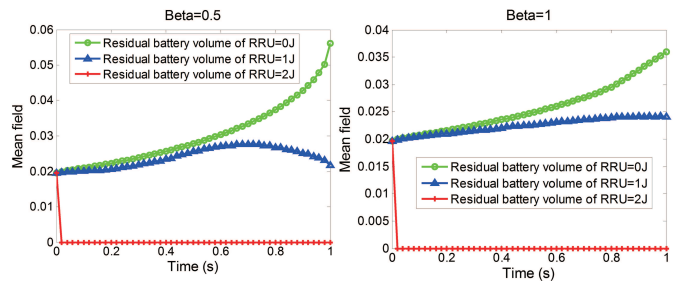 Beta=0.5
0.06
0.05
0.04
0.03
0.02
0.01
0
Mean field
Residual battery volume of RRU=0J
Residual battery volume of RRU=1J
Residual battery volume of RRU=2J
0 0.2 0.4 0.6 0.8 1
Time (s)
Beta=1
0.04
0.035
0.03
0.025
0.02
0.015
0.01
0.005
0
Mean field
Residual battery volume of RRU=0J
Residual battery volume of RRU=1J
Residual battery volume of RRU=2J
0 0.2 0.4 0.6 0.8 1
Time (s)